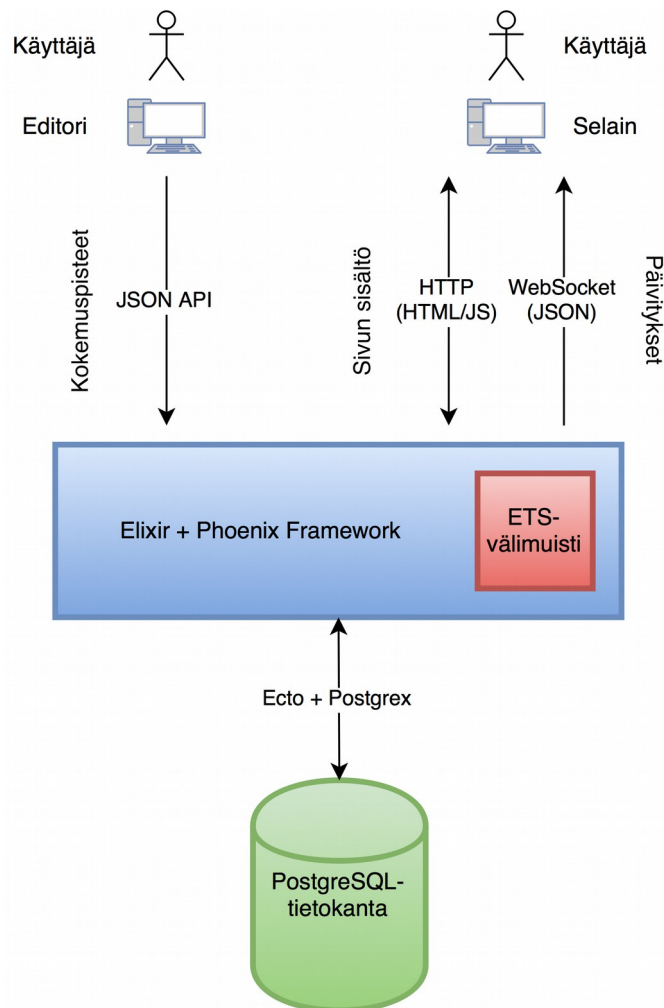 Käyttäjä
Käyttäjä
Editori
Selain
Kokemuspisteet
JSON API
Sivun sisältö
HTTP
(HTML/JS)
WebSocket
(JSON)
Päivitykset
Elixir + Phoenix Framework
ETS-
välimuisti
Ecto + Postgrex
PostgreSQL-
tietokanta